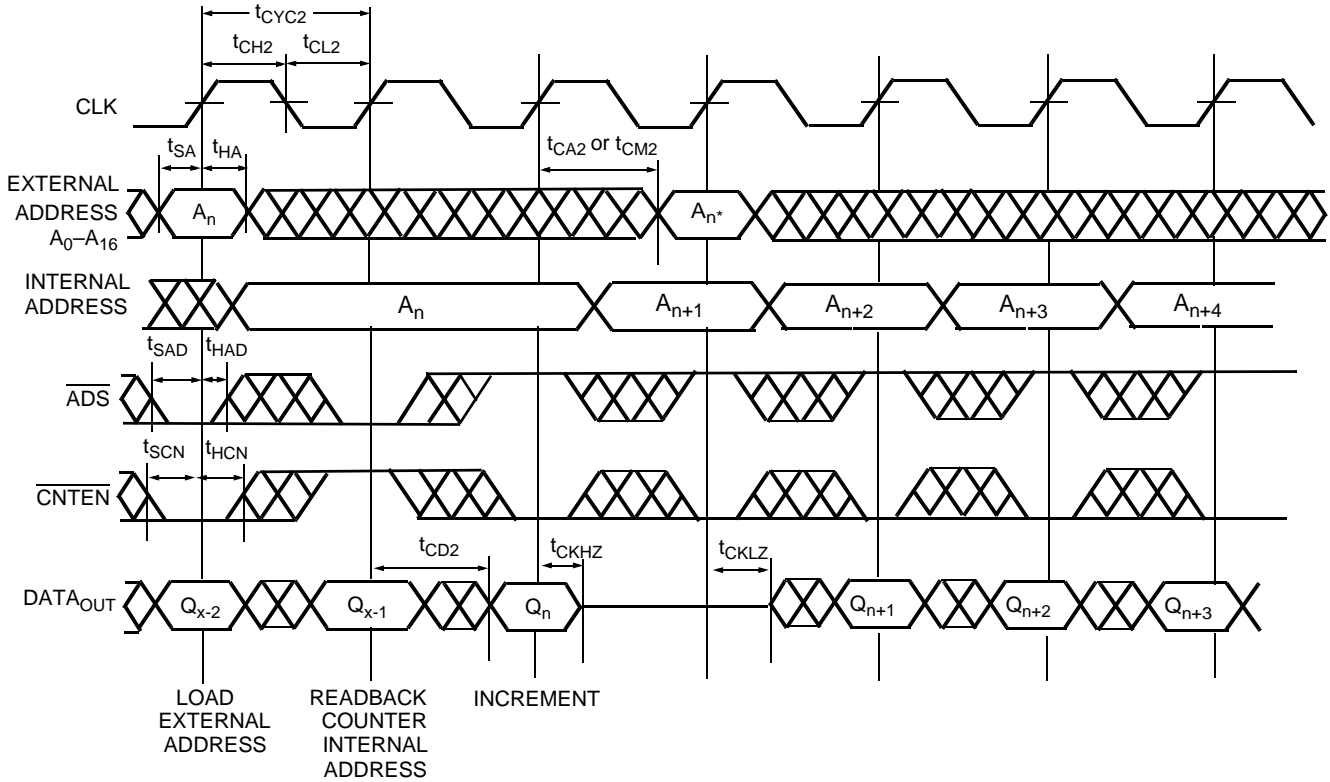 tCYC2
tCH2 tCL2
CLK
tSA tHA tCA2 or tCM2
EXTERNAL
ADDRESS
A0–A16
An An*
INTERNAL
ADDRESS
An An+1 An+2 An+3 An+4
tSAD tHAD
ADS
tSCN tHCN
CNTEN
tCD2 tCKHZ tCKLZ
DATAOUT
Qx-2 Qx-1 Qn Qn+1 Qn+2 Qn+3
LOAD
EXTERNAL
ADDRESS
READBACK
COUNTER
INTERNAL
ADDRESS
INCREMENT